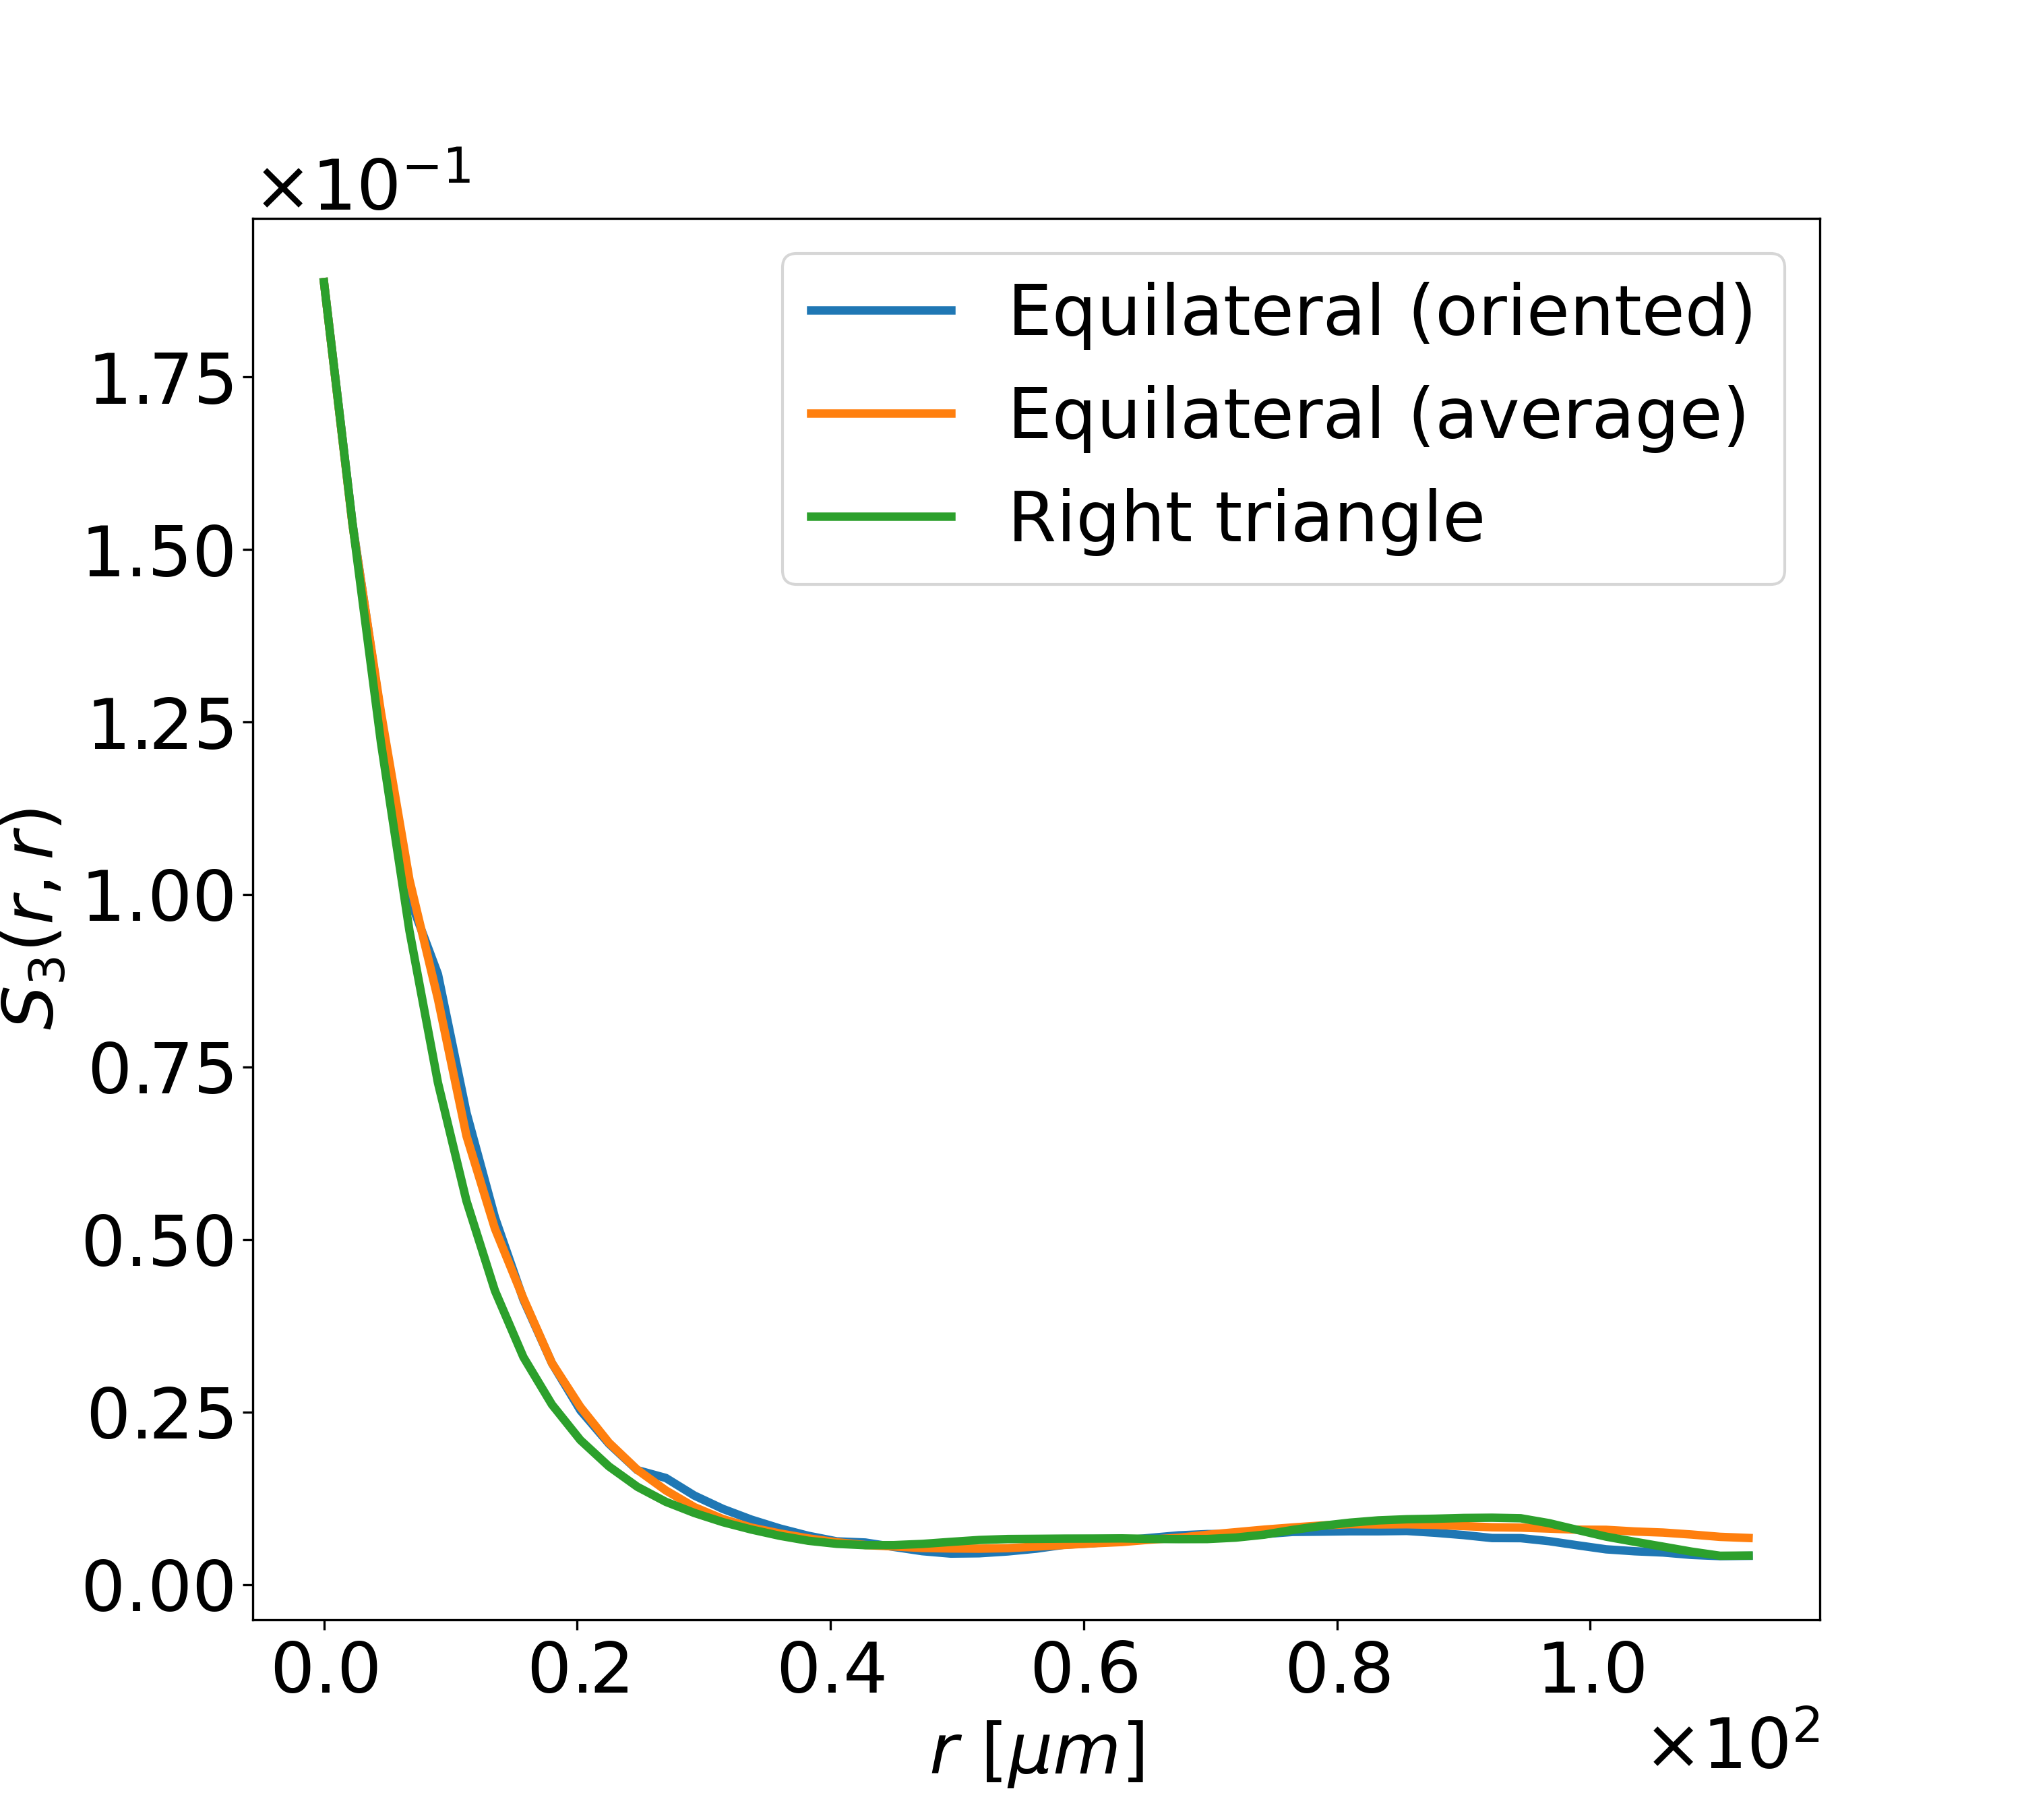 ×10⁻¹
Equilateral (oriented)
Equilateral (average)
Right triangle
1.75
1.50
1.25
1.00
0.75
0.50
0.25
0.00
S₃(r, r)
0.0 0.2 0.4 0.6 0.8 1.0
×10²
r [μm]